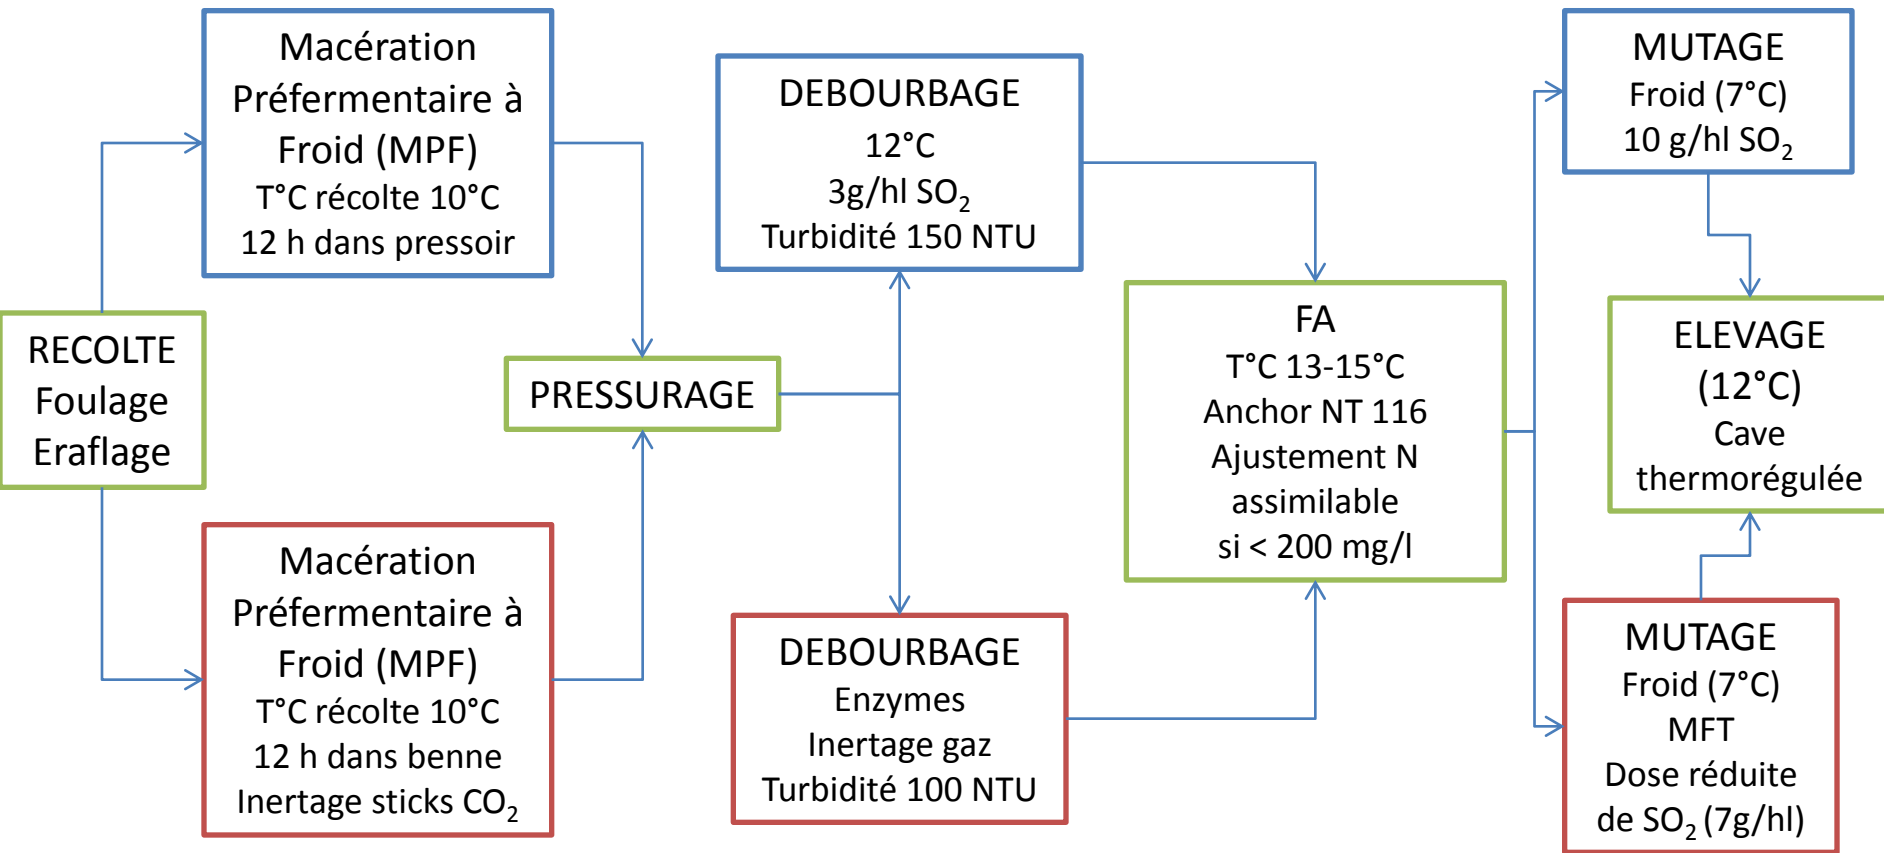 RECOLTE
Foulage
Eraflage
Macération
Préfermentaire à
Froid (MPF)
T°C récolte 10°C
12 h dans pressoir
Macération
Préfermentaire à
Froid (MPF)
T°C récolte 10°C
12 h dans benne
Inertage sticks CO₂
PRESSURAGE
DEBOURBAGE
12°C
3g/hl SO₂
Turbidité 150 NTU
DEBOURBAGE
Enzymes
Inertage gaz
Turbidité 100 NTU
FA
T°C 13-15°C
Anchor NT 116
Ajustement N
assimilable
si < 200 mg/l
MUTAGE
Froid (7°C)
10 g/hl SO₂
MUTAGE
Froid (7°C)
MFT
Dose réduite
de SO₂ (7g/hl)
ELEVAGE
(12°C)
Cave
thermorégulée